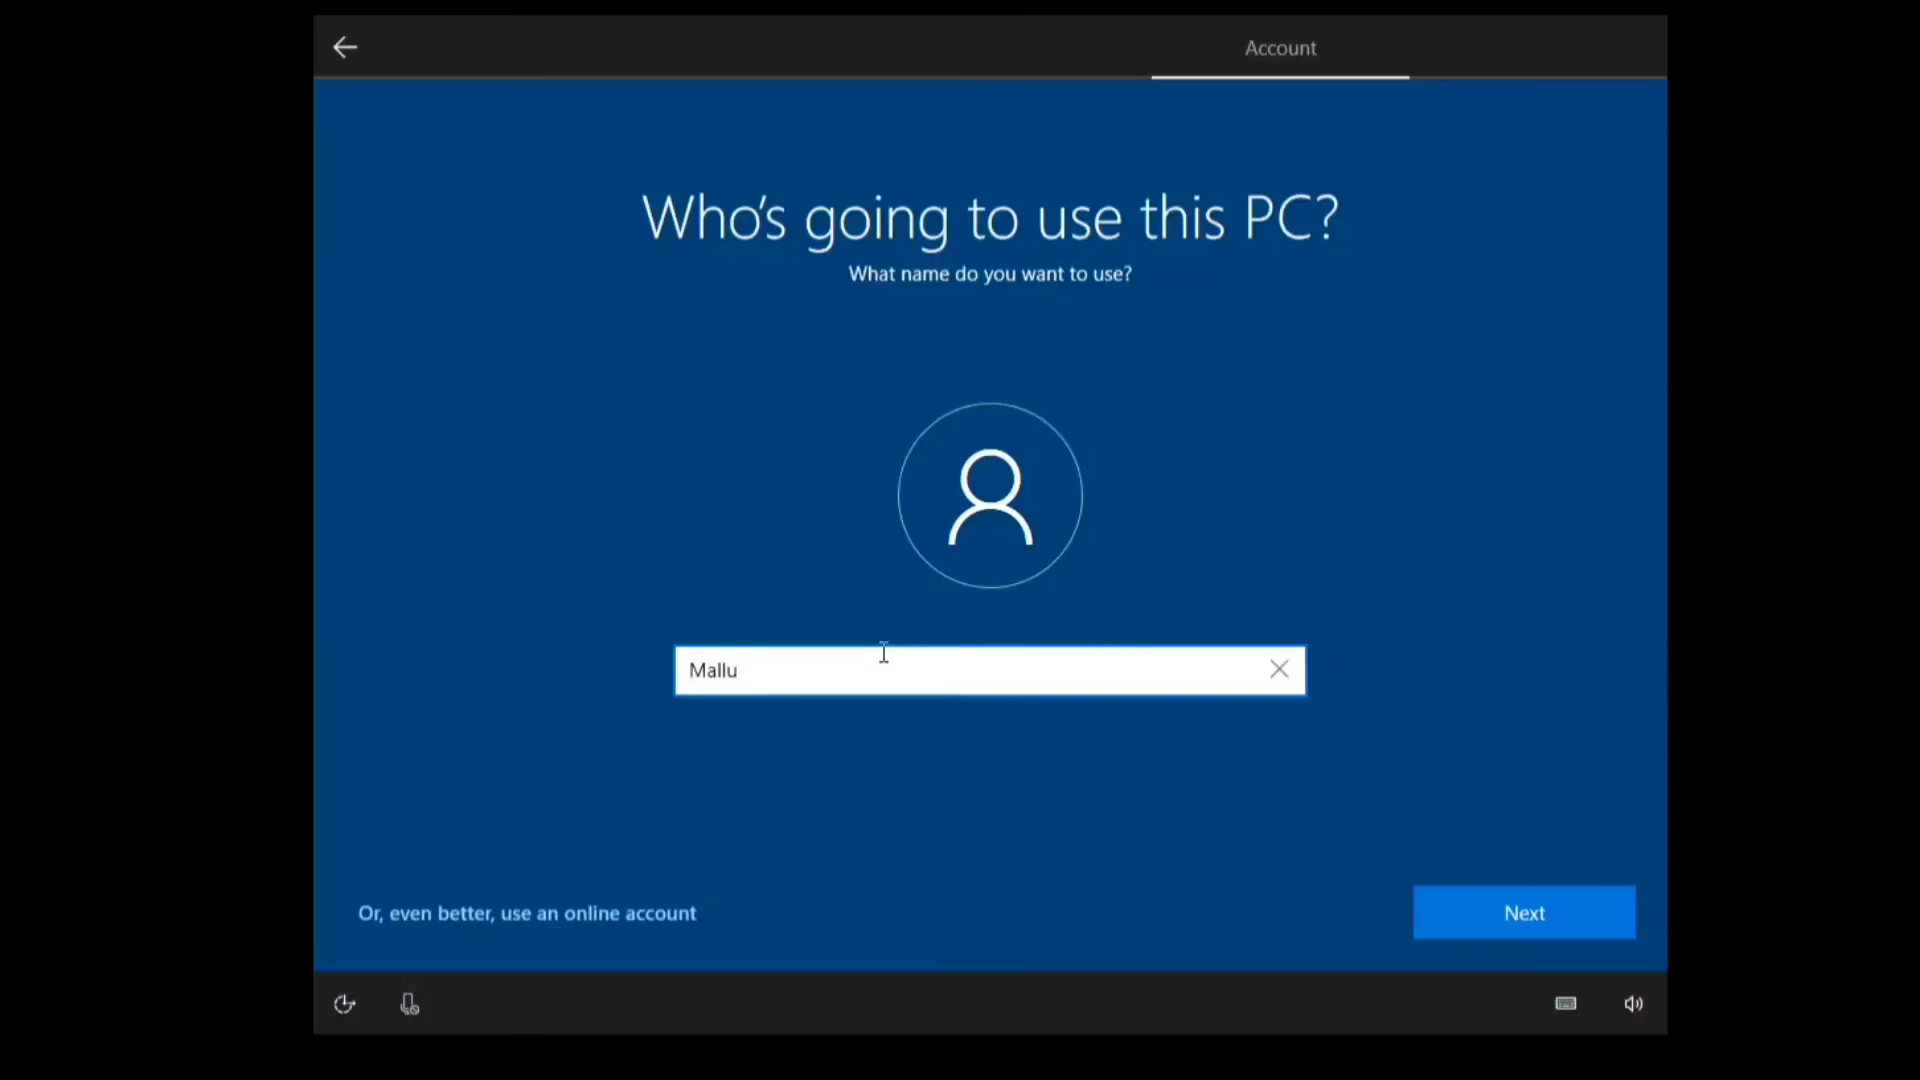 Account
Who's going to use this PC?
What name do you want to use?
Mallu
Or, even better, use an online account
Next